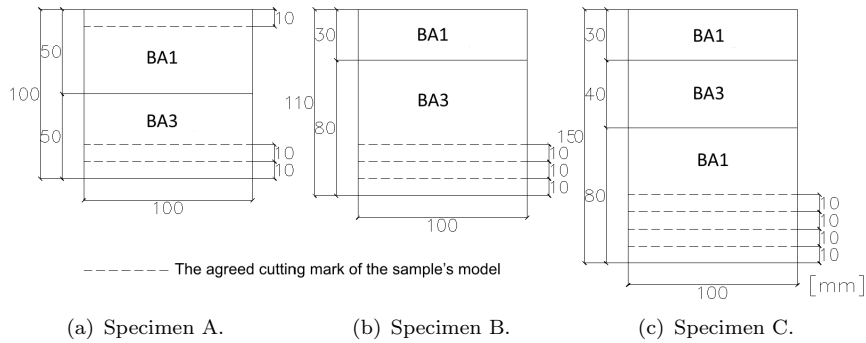 10
30
30
50
BA1
BA1
BA1
100
40
BA3
BA3
BA3
110
50
80
150
10
10
10
10
10
BA1
100
80
100
10
10
10
10
The agreed cutting mark of the sample's model
100
[mm]
(a) Specimen A.
(b) Specimen B.
(c) Specimen C.